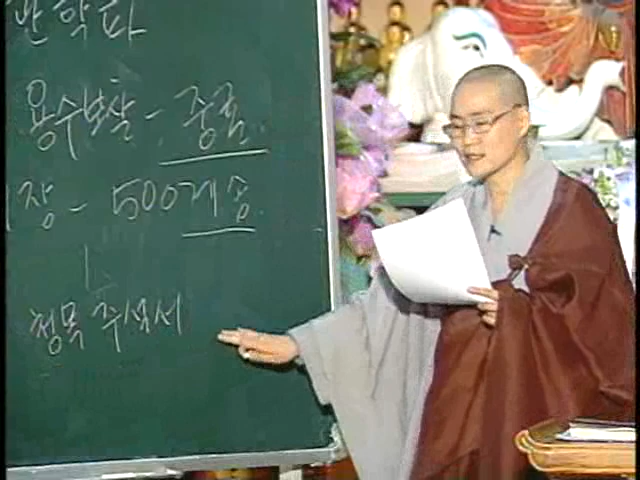 관학파
용수보살 - 중론
장 - 500계송
청목 주석서